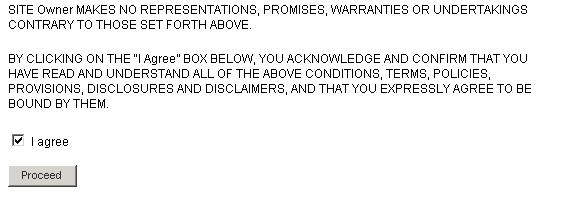 SITE Owner MAKES NO REPRESENTATIONS, PROMISES, WARRANTIES OR UNDERTAKINGS
CONTRARY TO THOSE SET FORTH ABOVE.
BY CLICKING ON THE "I Agree" BOX BELOW, YOU ACKNOWLEDGE AND CONFIRM THAT YOU
HAVE READ AND UNDERSTAND ALL OF THE ABOVE CONDITIONS, TERMS, POLICIES,
PROVISIONS, DISCLOSURES AND DISCLAIMERS, AND THAT YOU EXPRESSLY AGREE TO BE
BOUND BY THEM.
I agree
Proceed